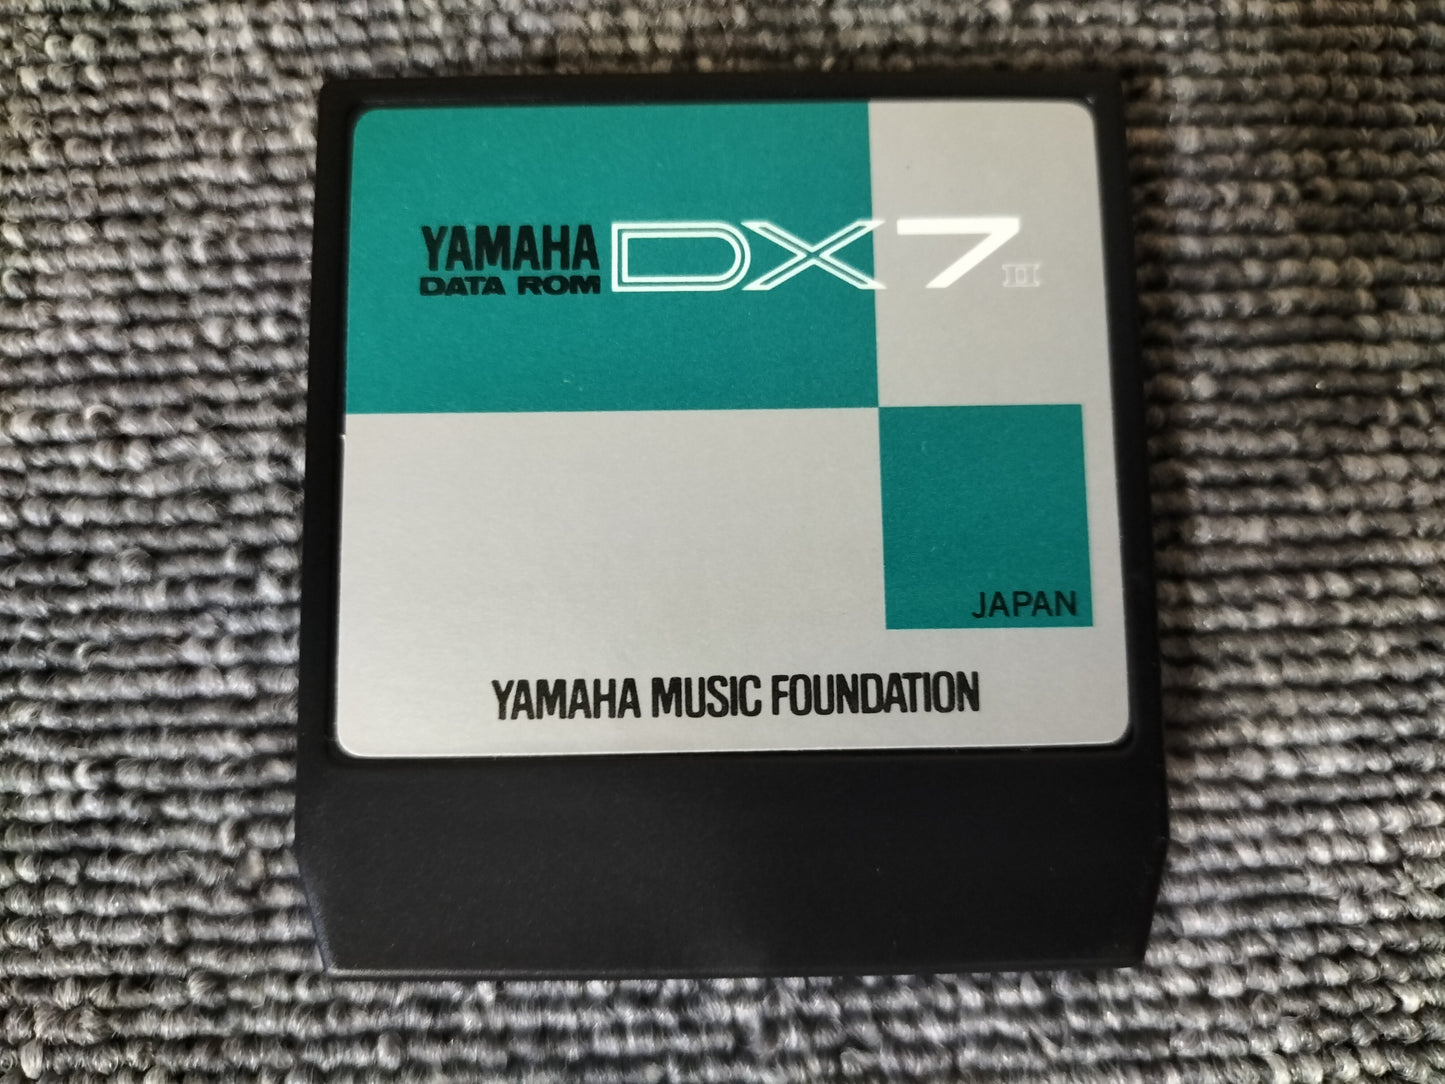 YAMAHA
DATA ROM
DX7 II
JAPAN
YAMAHA MUSIC FOUNDATION